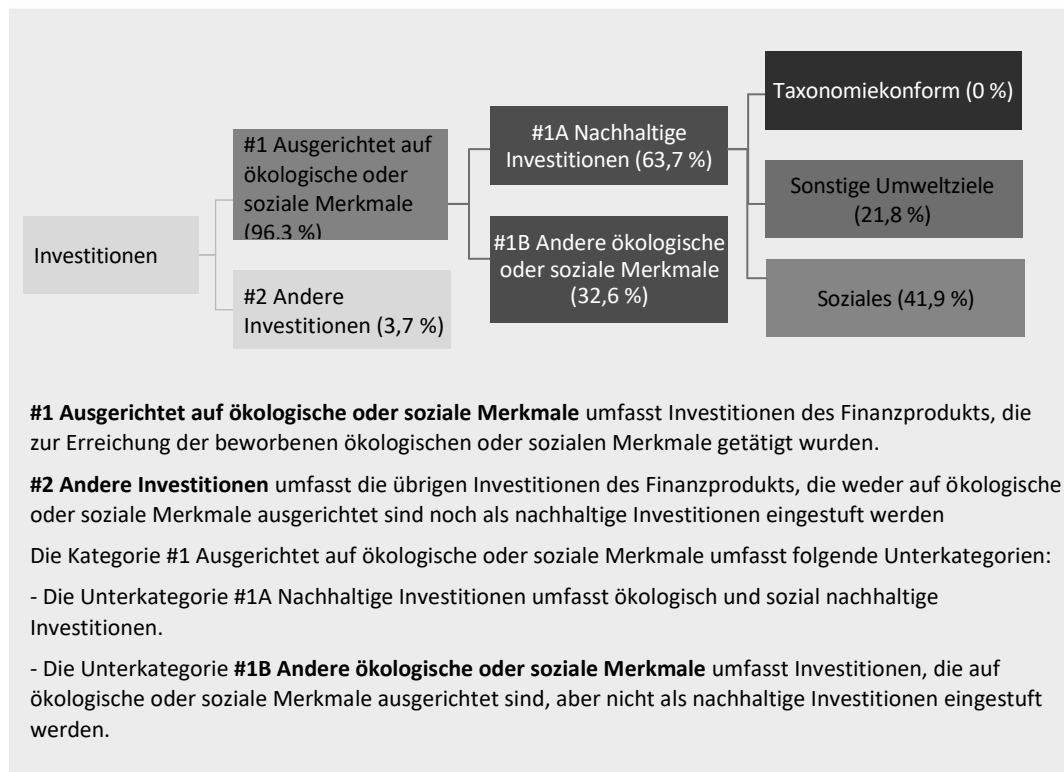 Taxonomiekonform (0 %)
#1A Nachhaltige
Investitionen (63,7 %)
#1 Ausgerichtet auf
ökologische oder
soziale Merkmale
(96,3 %)
Sonstige Umweltziele
(21,8 %)
#1B Andere ökologische
oder soziale Merkmale
(32,6 %)
Investitionen
Soziales (41,9 %)
#2 Andere
Investitionen (3,7 %)
#1 Ausgerichtet auf ökologische oder soziale Merkmale umfasst Investitionen des Finanzprodukts, die
zur Erreichung der beworbenen ökologischen oder sozialen Merkmale getätigt wurden.
#2 Andere Investitionen umfasst die übrigen Investitionen des Finanzprodukts, die weder auf ökologische
oder soziale Merkmale ausgerichtet sind noch als nachhaltige Investitionen eingestuft werden
Die Kategorie #1 Ausgerichtet auf ökologische oder soziale Merkmale umfasst folgende Unterkategorien:
- Die Unterkategorie #1A Nachhaltige Investitionen umfasst ökologisch und sozial nachhaltige
Investitionen.
- Die Unterkategorie #1B Andere ökologische oder soziale Merkmale umfasst Investitionen, die auf
ökologische oder soziale Merkmale ausgerichtet sind, aber nicht als nachhaltige Investitionen eingestuft
werden.